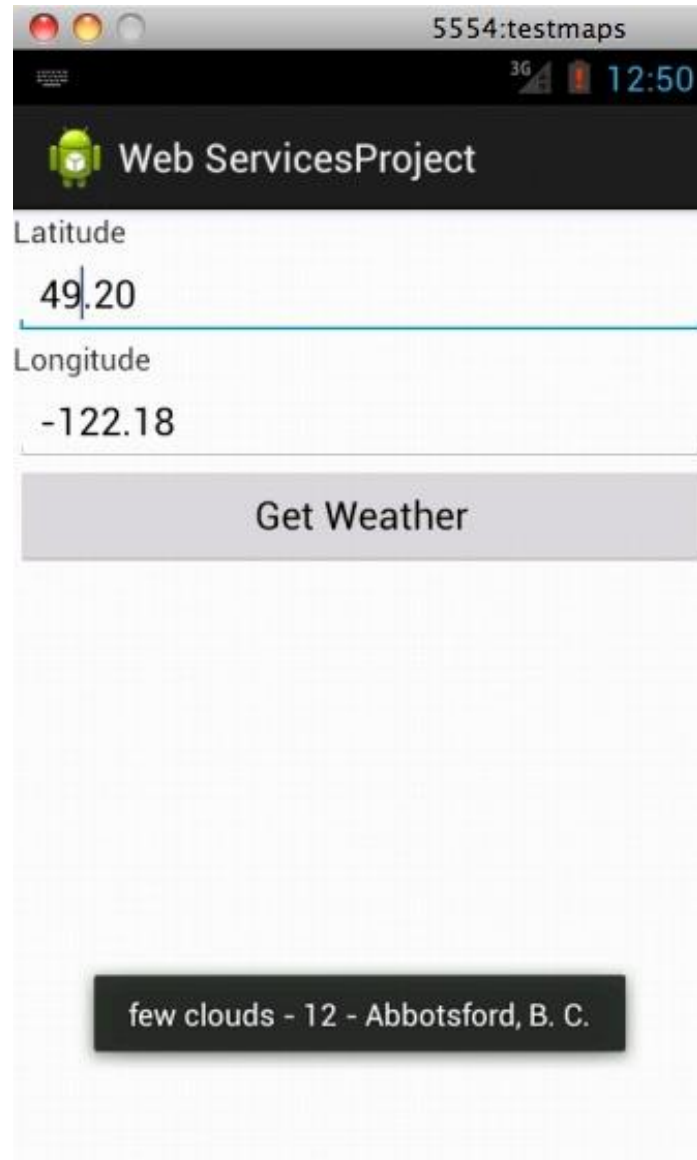 5554:testmaps
3G 12:50
Web ServicesProject
Latitude
49.20
Longitude
-122.18
Get Weather
few clouds - 12 - Abbotsford, B. C.